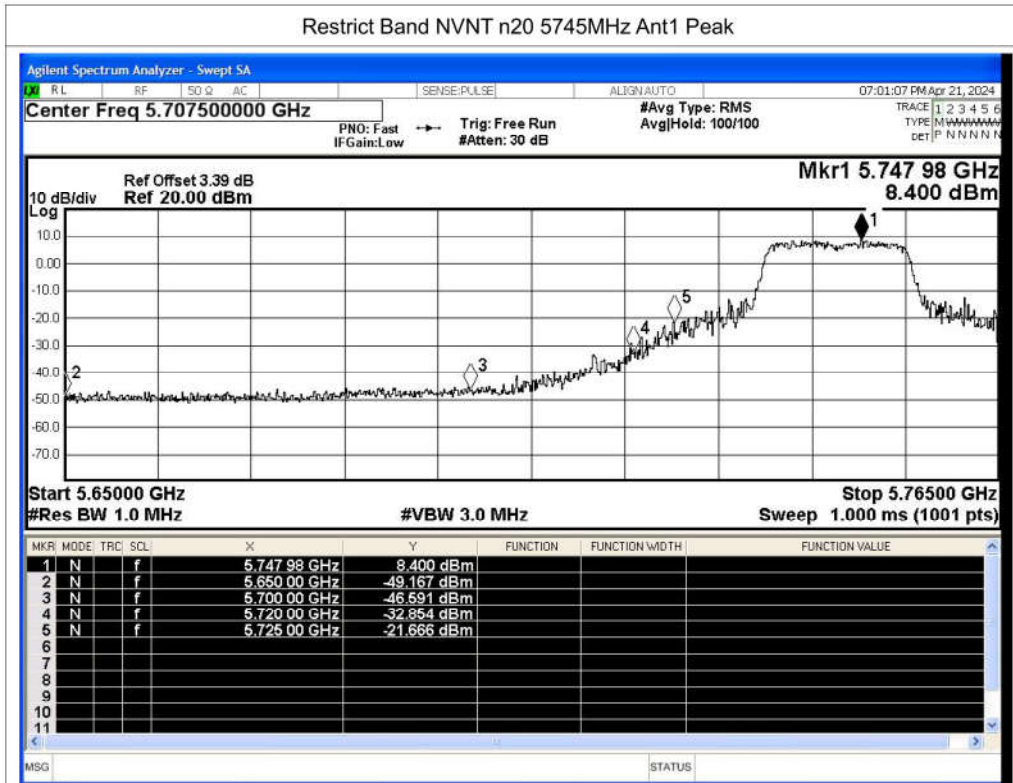 Restrict Band NVNT n20 5745MHz Ant1 Peak
Agilent Spectrum Analyzer - Swept SA
LXI RL RF 50 Ω AC SENSE:PULSE ALIGN AUTO 07:01:07 PM Apr 21, 2024
Center Freq 5.707500000 GHz #Avg Type: RMS TRACE 1 2 3 4 5 6
PNO: Fast Trig: Free Run Avg|Hold: 100/100 TYPE M WWWWW
IFGain:Low #Atten: 30 dB DET P N N N N N
Mkr1 5.747 98 GHz
Ref Offset 3.39 dB
10 dB/div Ref 20.00 dBm 8.400 dBm
Log
1
10.0
0.00
-10.0
5
-20.0
4
-30.0
3
-40.0
2
-50.0
-60.0
-70.0
Start 5.65000 GHz Stop 5.76500 GHz
#Res BW 1.0 MHz #VBW 3.0 MHz Sweep 1.000 ms (1001 pts)
MKR MODE TRC SCL X Y FUNCTION FUNCTION WIDTH FUNCTION VALUE
1 N f 5.747 98 GHz 8.400 dBm
2 N f 5.650 00 GHz -49.167 dBm
3 N f 5.700 00 GHz -46.591 dBm
4 N f 5.720 00 GHz -32.854 dBm
5 N f 5.725 00 GHz -21.666 dBm
6
7
8
9
10
11
MSG STATUS